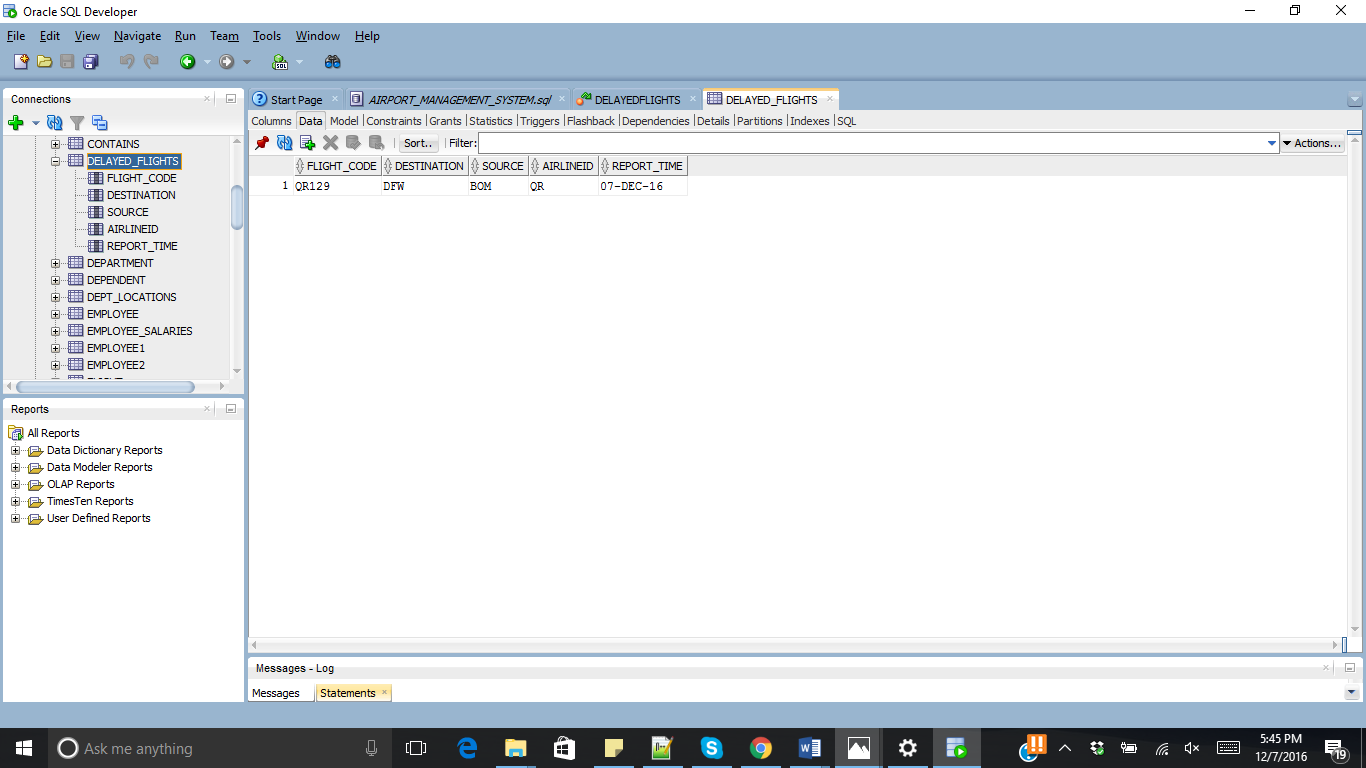 Oracle SQL Developer
File Edit View Navigate Run Team Tools Window Help
Connections
CONTAINS
DELAYED_FLIGHTS
FLIGHT_CODE
DESTINATION
SOURCE
AIRLINEID
REPORT_TIME
DEPARTMENT
DEPENDENT
DEPT_LOCATIONS
EMPLOYEE
EMPLOYEE_SALARIES
EMPLOYEE1
EMPLOYEE2
Reports
All Reports
Data Dictionary Reports
Data Modeler Reports
OLAP Reports
TimesTen Reports
User Defined Reports
Start Page AIRPORT_MANAGEMENT_SYSTEM.sql DELAYEDFLIGHTS DELAYED_FLIGHTS
Columns Data Model Constraints Grants Statistics Triggers Flashback Dependencies Details Partitions Indexes SQL
Sort.. Filter: Actions...
FLIGHT_CODE DESTINATION SOURCE AIRLINEID REPORT_TIME
1 QR129 DFW BOM QR 07-DEC-16
Messages - Log
Messages Statements
Ask me anything
5:45 PM
12/7/2016
19